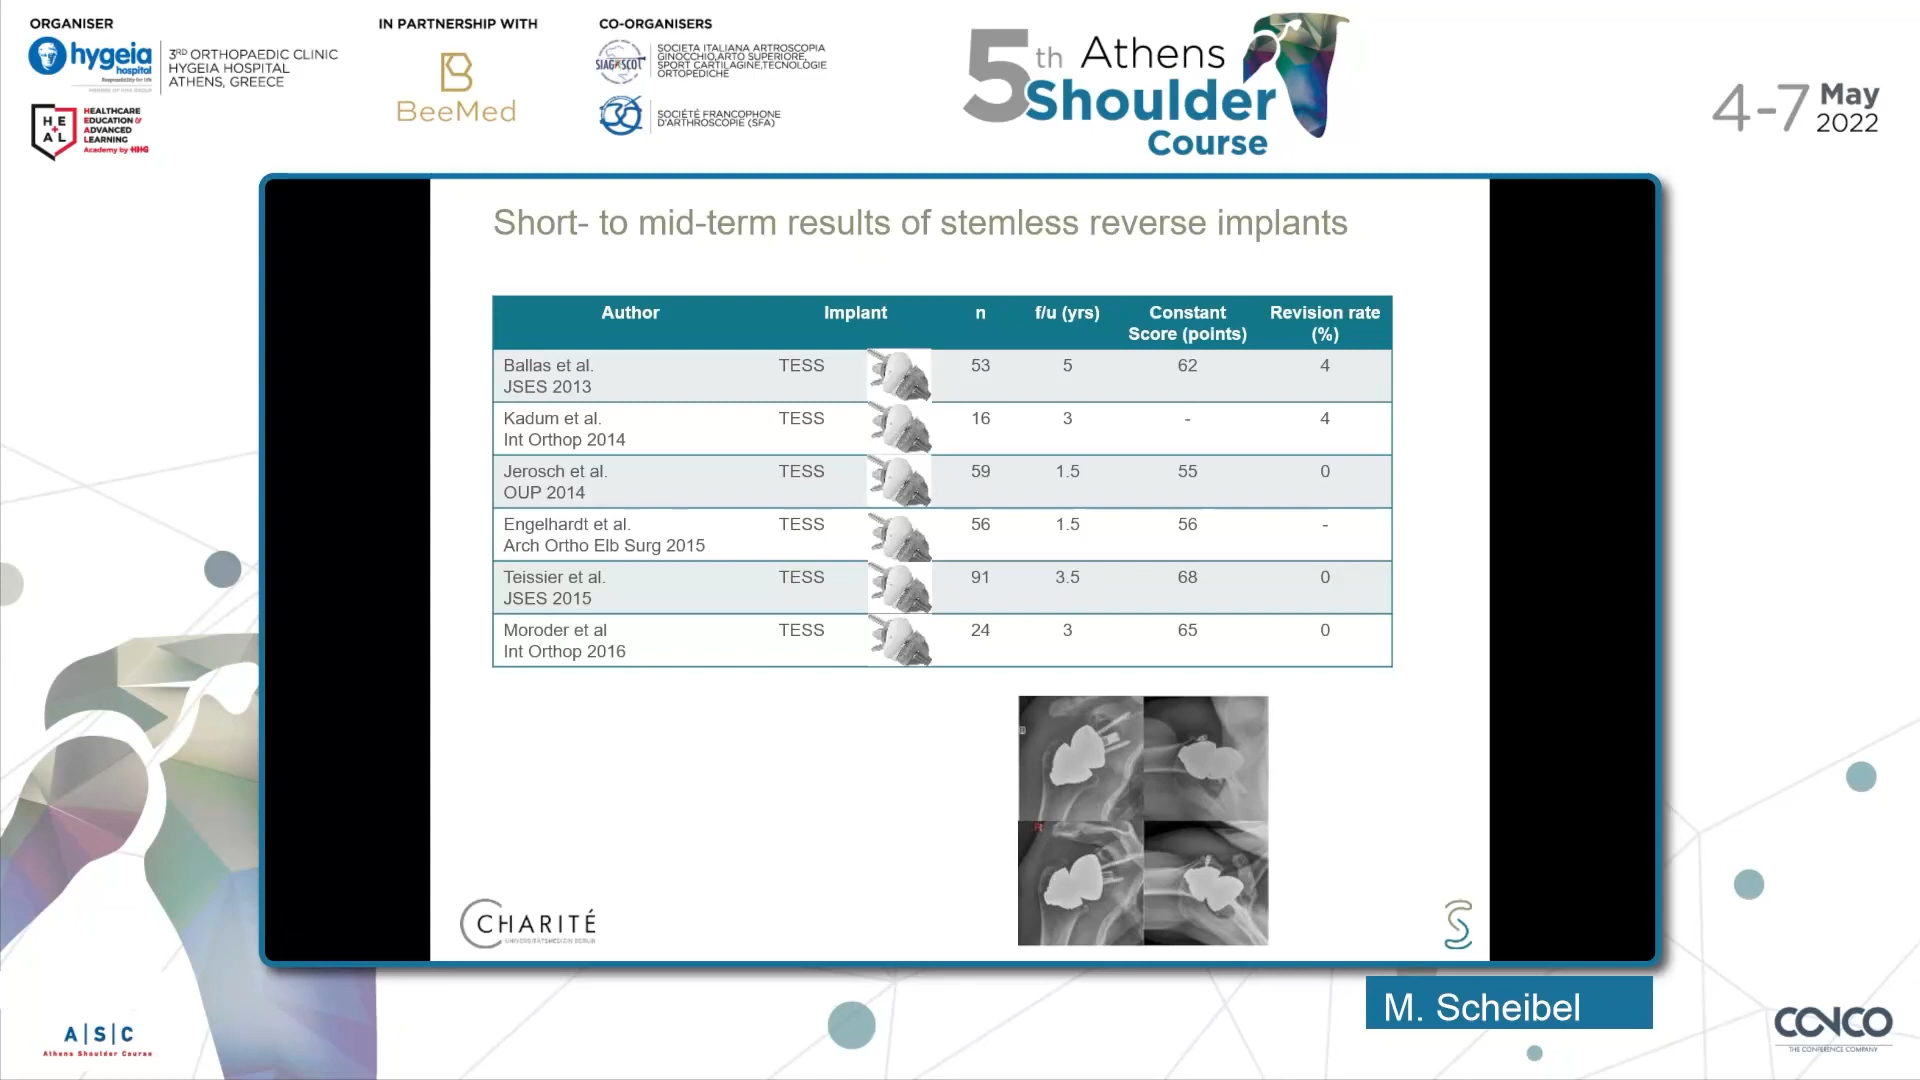 ORGANISER
hygeia
hospital
3RD ORTHOPAEDIC CLINIC
HYGEIA HOSPITAL
ATHENS, GREECE
HEAL
HEALTHCARE
EDUCATION &
ADVANCED
LEARNING
Academy by HHG
IN PARTNERSHIP WITH
BeeMed
CO-ORGANISERS
SIAGASCOT
SOCIETA ITALIANA ARTROSCOPIA
GINOCCHIO,ARTO SUPERIORE,
SPORT CARTILAGINE,TECNOLOGIE
ORTOPEDICHE
SOCIÉTÉ FRANCOPHONE
D'ARTHROSCOPIE (SFA)
5th Athens
Shoulder
Course
4-7 May
2022
Short- to mid-term results of stemless reverse implants
Author Implant n f/u (yrs) Constant Score (points) Revision rate (%)
Ballas et al. TESS 53 5 62 4
JSES 2013
Kadum et al. TESS 16 3 - 4
Int Orthop 2014
Jerosch et al. TESS 59 1.5 55 0
OUP 2014
Engelhardt et al. TESS 56 1.5 56 -
Arch Ortho Elb Surg 2015
Teissier et al. TESS 91 3.5 68 0
JSES 2015
Moroder et al TESS 24 3 65 0
Int Orthop 2016
R
CHARITÉ
UNIVERSITÄTSMEDIZIN BERLIN
S
M. Scheibel
A|S|C
Athens Shoulder Course
CONCO
THE CONFERENCE COMPANY